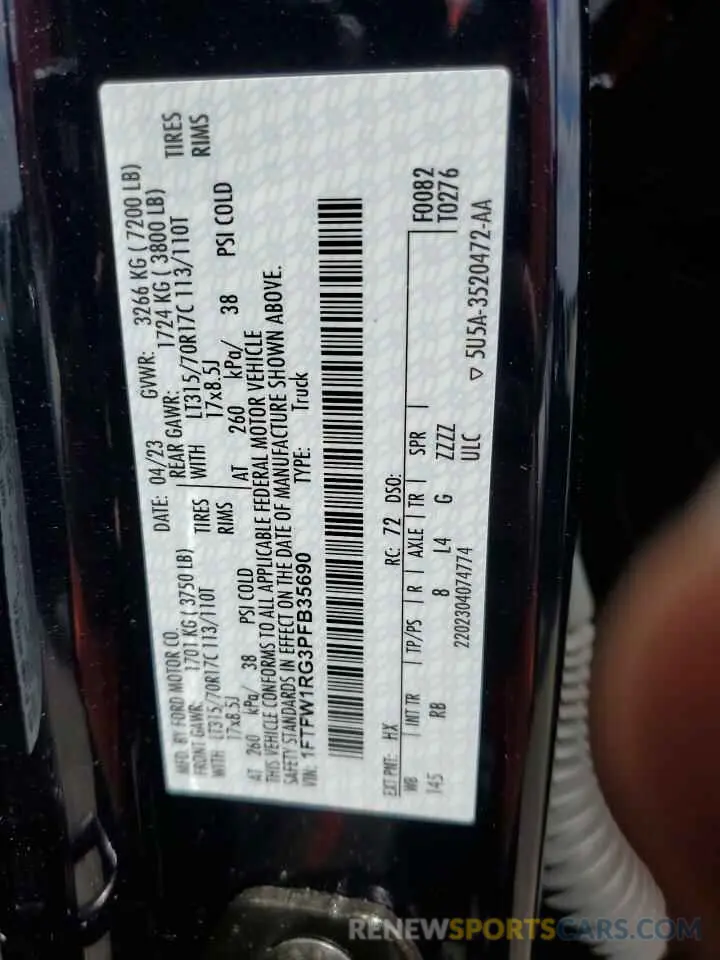 MFD. BY FORD MOTOR CO. DATE: 04/23 GVWR: 3266 KG ( 7200 LB)
FRONT GAWR: 1701 KG ( 3750 LB) REAR GAWR: 1724 KG ( 3800 LB)
WITH LT315/70R17C 113/110T TIRES WITH LT315/70R17C 113/110T TIRES
17x8.5J RIMS 17x8.5J RIMS
AT 260 kPa/ 38 PSI COLD AT 260 kPa/ 38 PSI COLD
THIS VEHICLE CONFORMS TO ALL APPLICABLE FEDERAL MOTOR VEHICLE
SAFETY STANDARDS IN EFFECT ON THE DATE OF MANUFACTURE SHOWN ABOVE.
VIN: 1FTFW1RG3PFB35690 TYPE: Truck
EXT PNT: HX RC: 72 DSO: F0082
WB INT TR TP/PS R AXLE TR SPR T0276
145 RB 8 L4 G ZZZZ
2202304074774 ULC ▽ 5U5A-3520472-AA
RENEWSPORTSCARS.COM